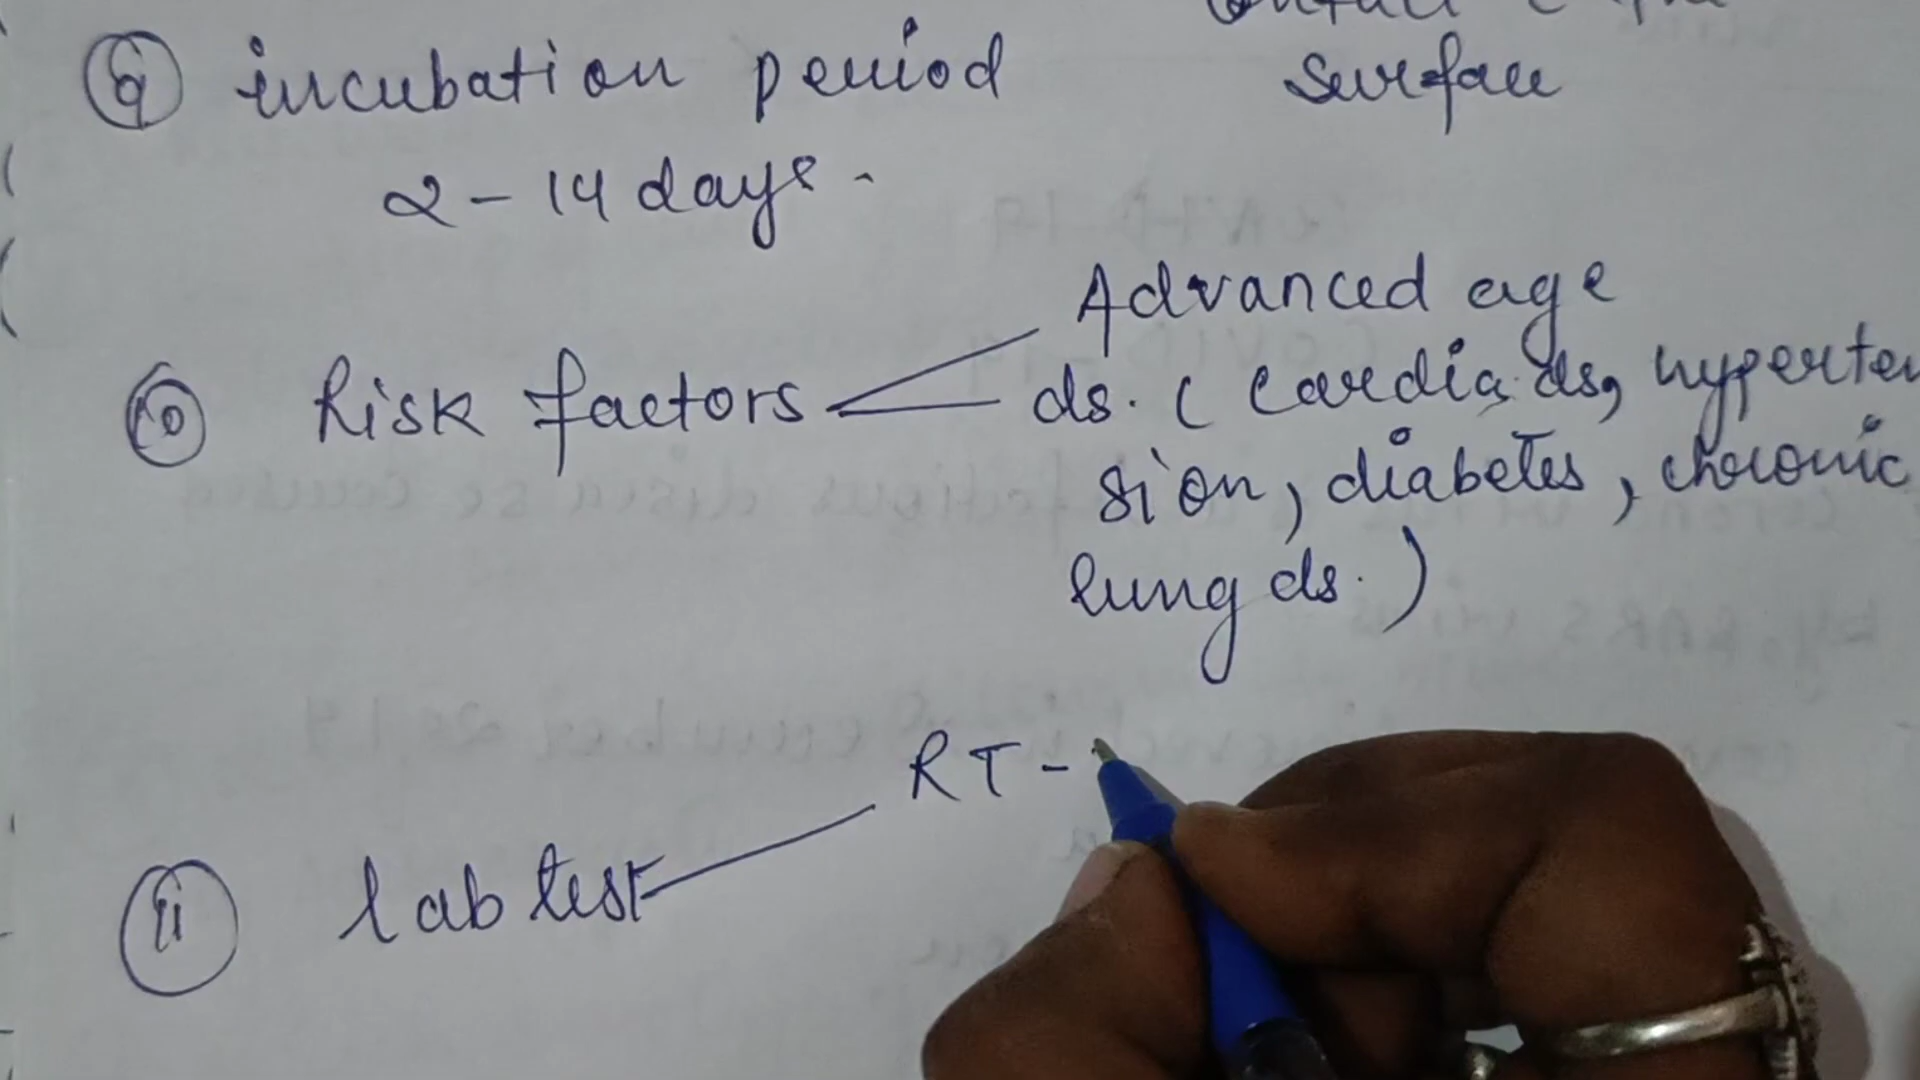 9 incubation period
surface
2-14 days.
10 Risk factors
Advanced age
ds. (Cardiac ds, hyperten
sion, diabetes, chronic
lung ds.)
11 lab test
RT-